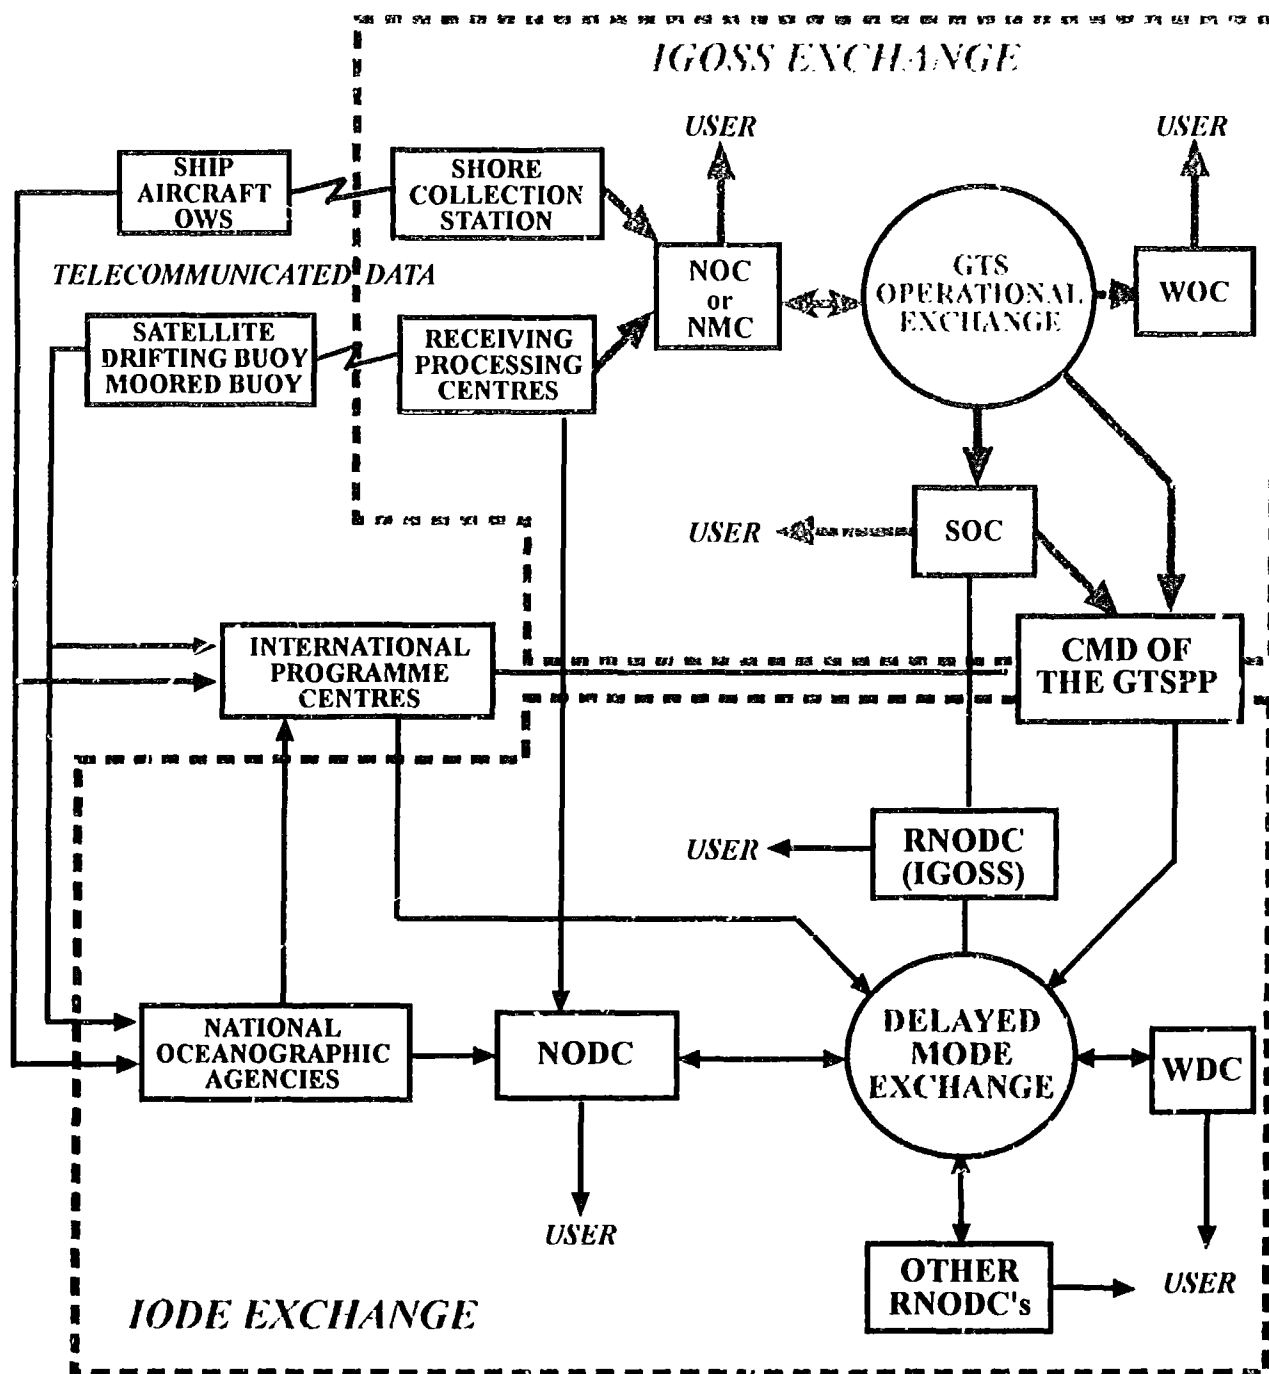 IGOSS EXCHANGE
USER
USER
SHIP
AIRCRAFT
OWS
SHORE
COLLECTION
STATION
NOC
or
NMC
GTS
OPERATIONAL
EXCHANGE
WOC
TELECOMMUNICATED DATA
SATELLITE
DRIFTING BUOY
MOORED BUOY
RECEIVING
PROCESSING
CENTRES
USER
SOC
INTERNATIONAL
PROGRAMME
CENTRES
CMD OF
THE GTSPP
USER
RNODC
(IGOSS)
NATIONAL
OCEANOGRAPHIC
AGENCIES
NODC
DELAYED
MODE
EXCHANGE
WDC
USER
OTHER
RNODC's
USER
IODE EXCHANGE